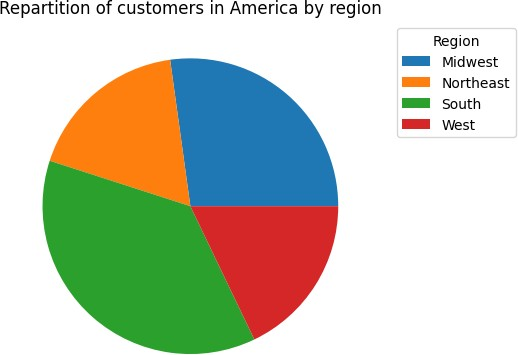 Repartition of customers in America by region
Region
Midwest
Northeast
South
West